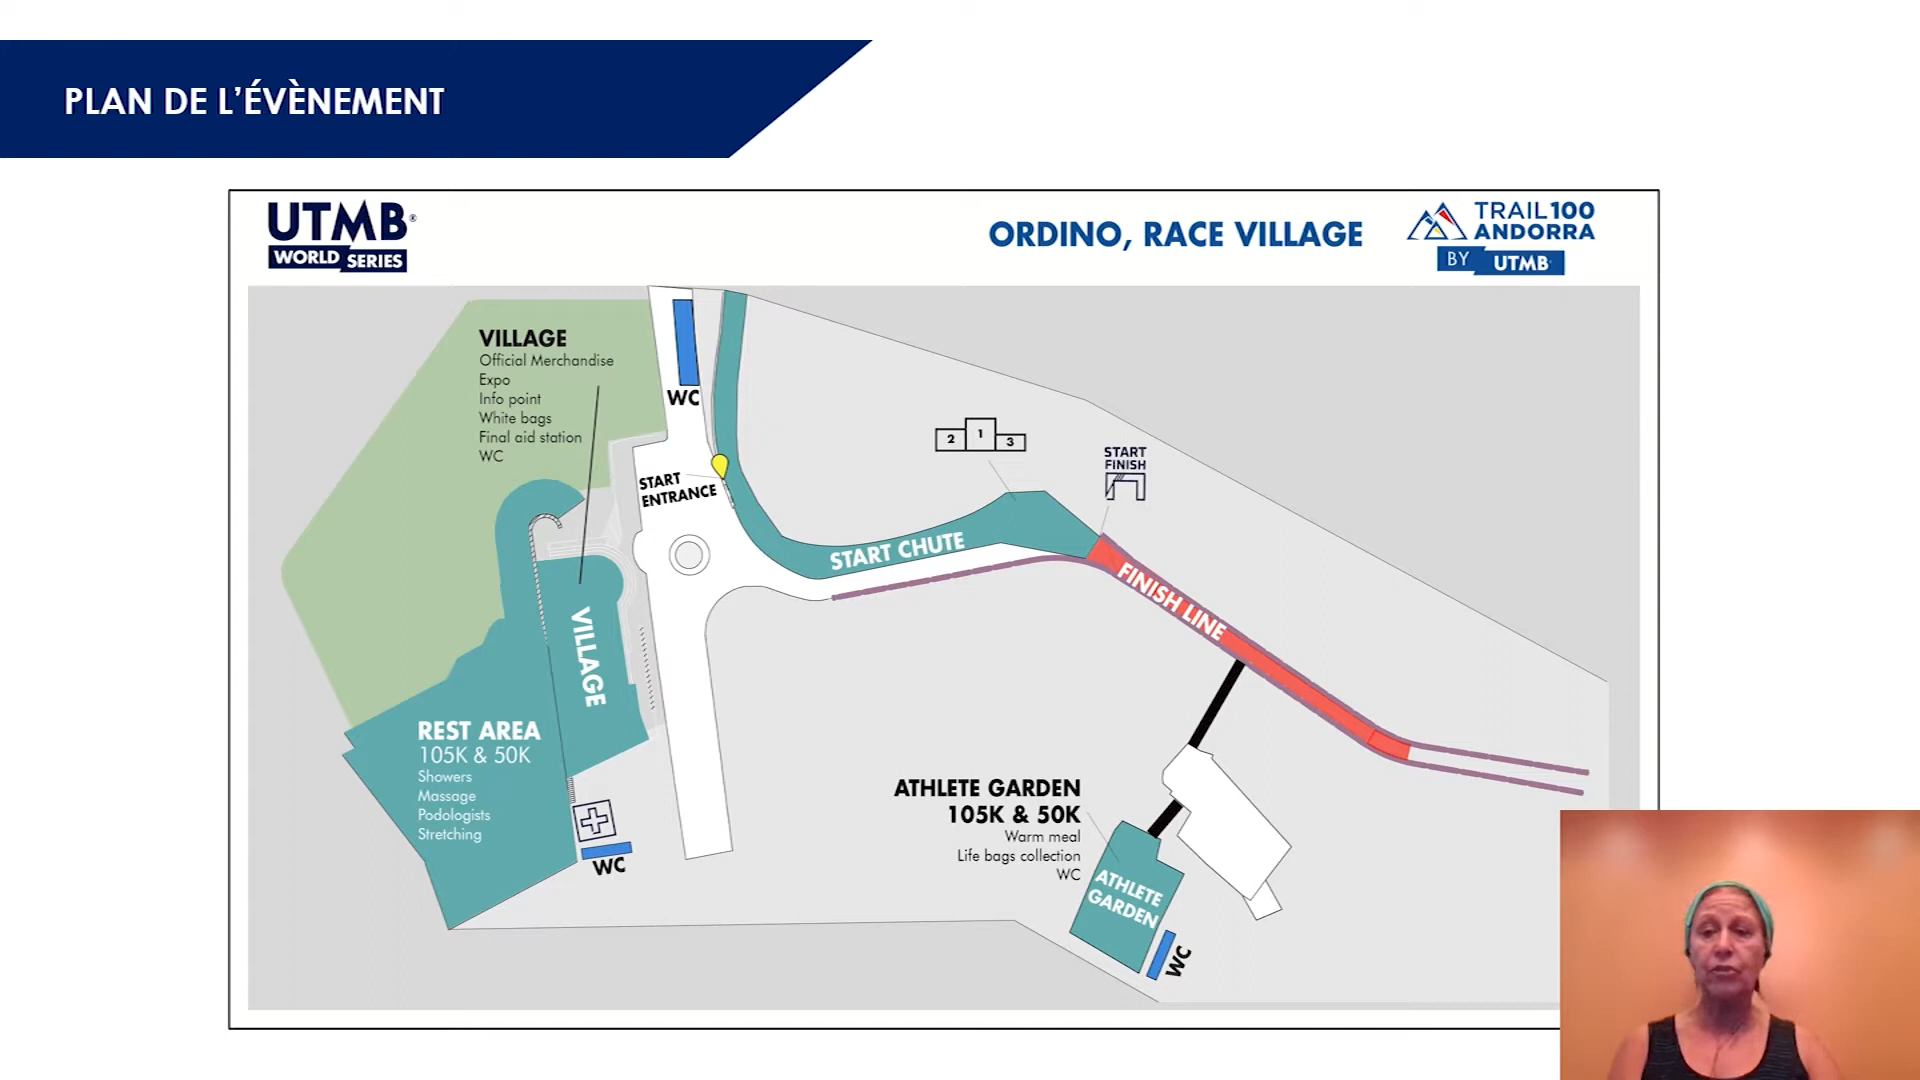 PLAN DE L'ÉVÈNEMENT
UTMB®
WORLD SERIES
ORDINO, RACE VILLAGE
TRAIL 100
ANDORRA
BY UTMB
VILLAGE
Official Merchandise
Expo
Info point
White bags
Final aid station
WC
WC
START
ENTRANCE
2 1 3
START
FINISH
START CHUTE
FINISH LINE
VILLAGE
REST AREA
105K & 50K
Showers
Massage
Podologists
Stretching
WC
ATHLETE GARDEN
105K & 50K
Warm meal
Life bags collection
WC
ATHLETE
GARDEN
WC